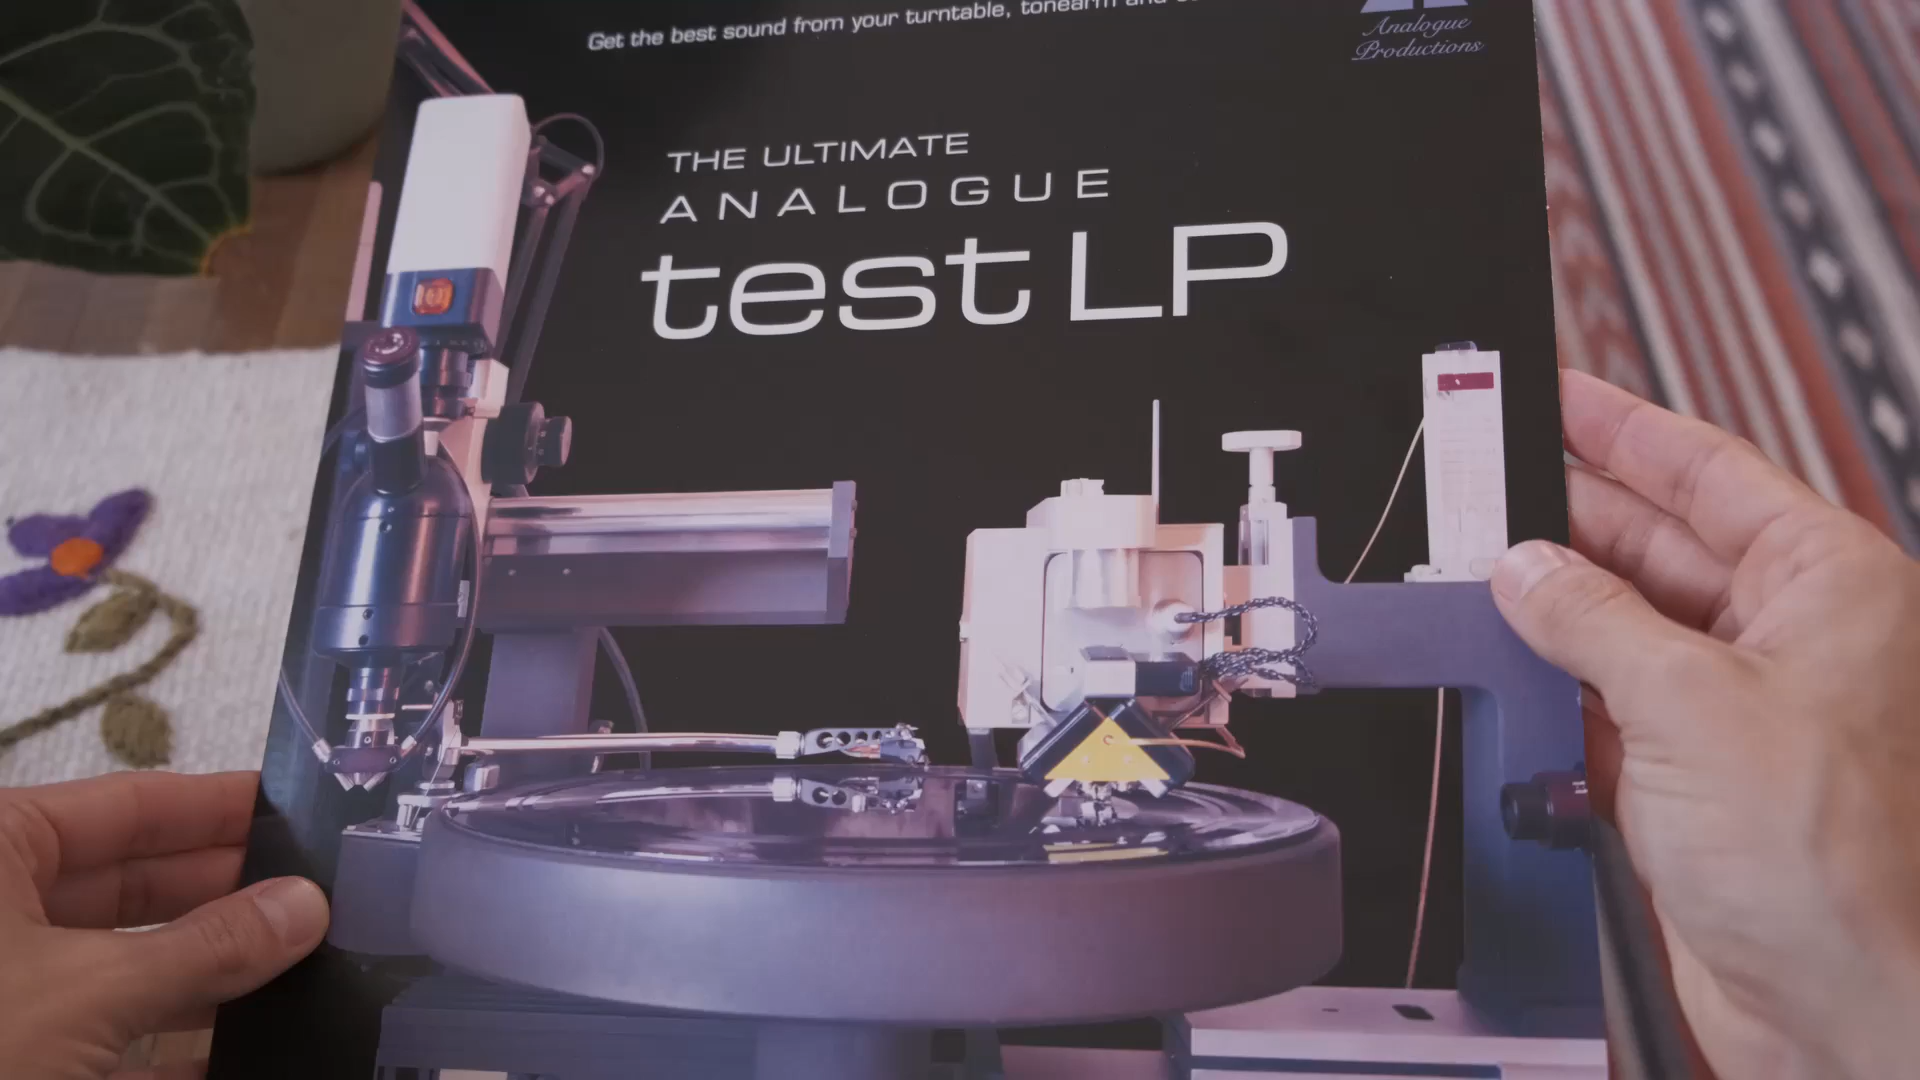 Get the best sound from your turntable, tonearm and
Analogue
Productions
THE ULTIMATE
ANALOGUE
test LP